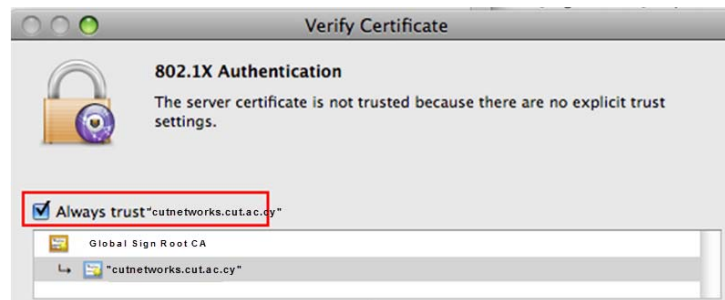 Verify Certificate
802.1X Authentication
The server certificate is not trusted because there are no explicit trust
settings.
Always trust "cutnetworks.cut.ac.cy"
Global Sign Root CA
"cutnetworks.cut.ac.cy"